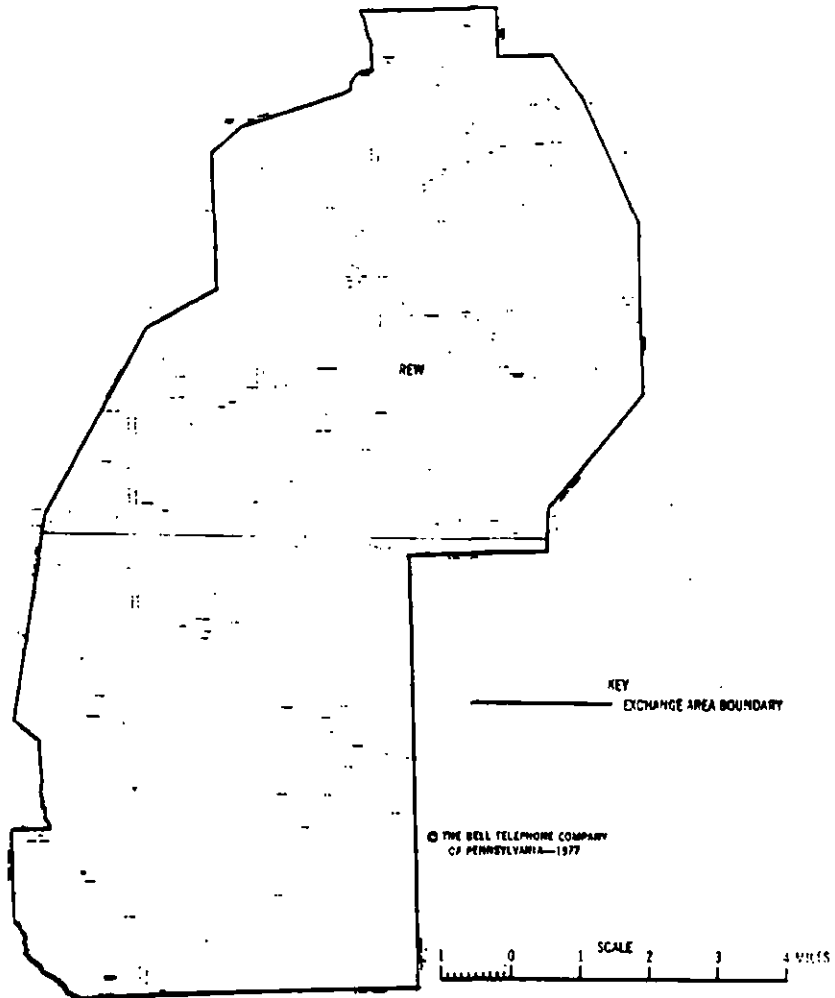 REW
KEY
EXCHANGE AREA BOUNDARY
© THE BELL TELEPHONE COMPANY
OF PENNSYLVANIA—1977
SCALE
1 0 1 2 3 4 MILES